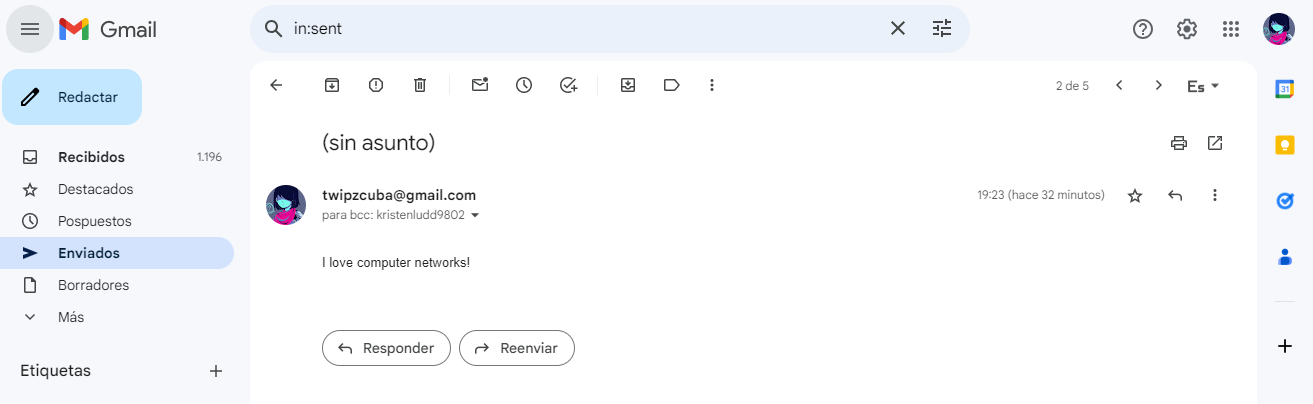 Gmail
in:sent
Redactar
Recibidos 1.196
Destacados
Pospuestos
Enviados
Borradores
Más
Etiquetas
2 de 5
Es
(sin asunto)
twipzcuba@gmail.com
19:23 (hace 32 minutos)
para bcc: kristenludd9802
I love computer networks!
Responder
Reenviar
31